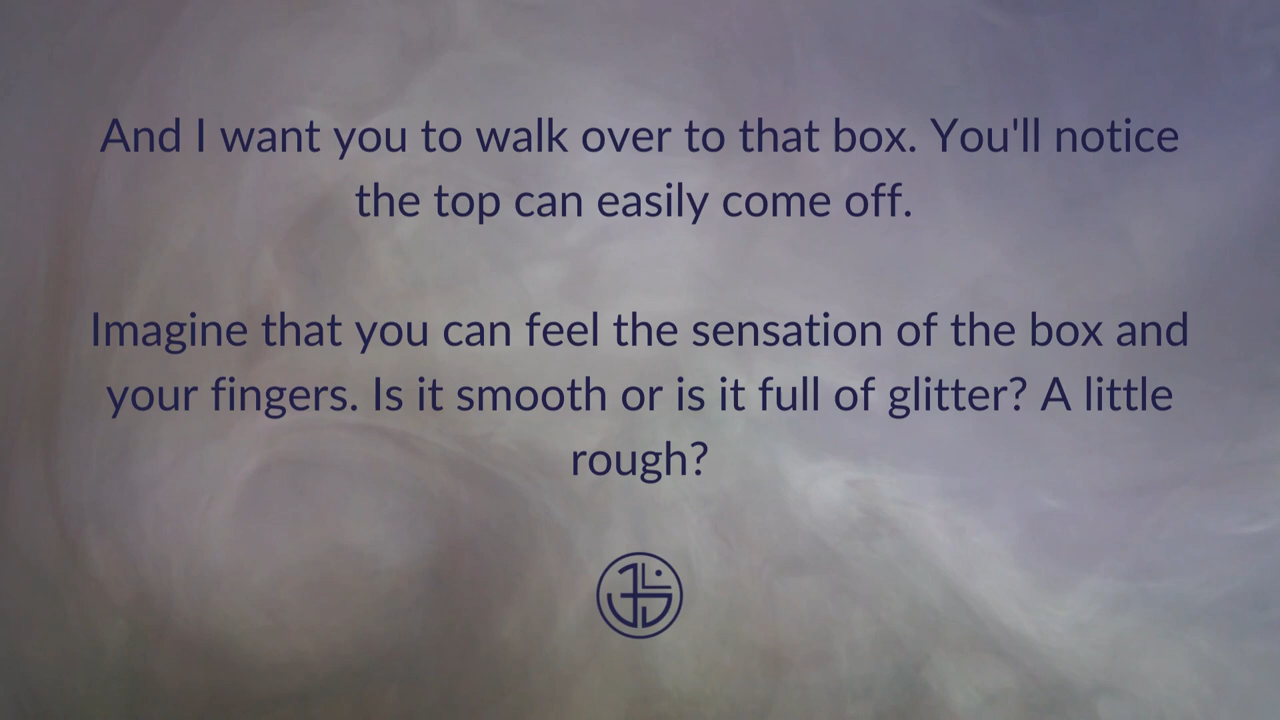 And I want you to walk over to that box. You'll notice
the top can easily come off.
Imagine that you can feel the sensation of the box and
your fingers. Is it smooth or is it full of glitter? A little
rough?